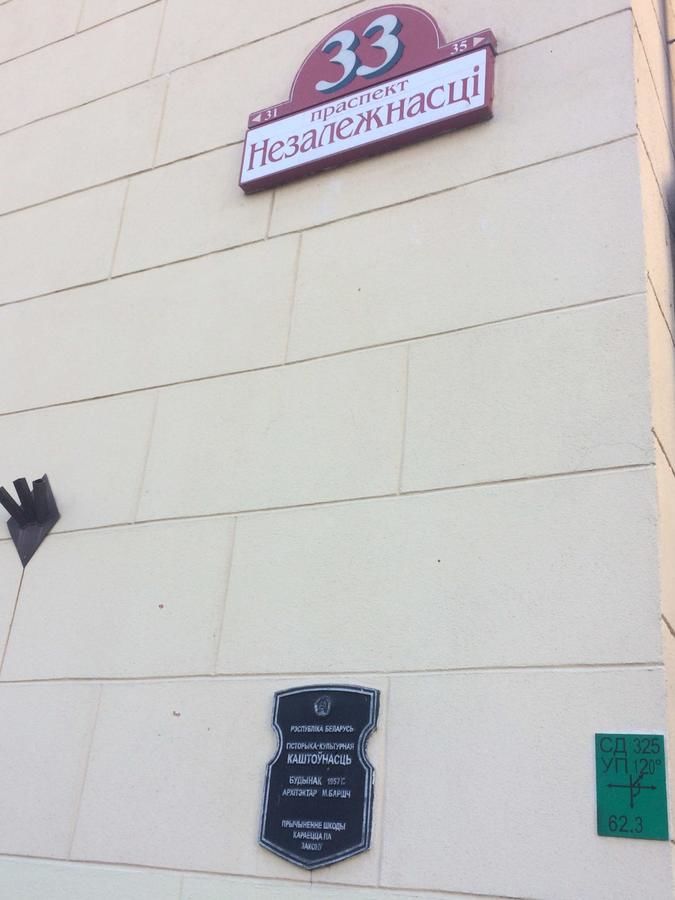 33
◄ 31
35 ►
праспект
Незалежнасці
РЭСПУБЛІКА БЕЛАРУСЬ
ГІСТОРЫКА-КУЛЬТУРНАЯ
КАШТОЎНАСЦЬ
БУДЫНАК 1957 Г.
АРХІТЭКТАР М.БАРШЧ
ПРЫЧЫНЕННЕ ШКОДЫ
КАРАЕЦЦА ПА
ЗАКОНУ
СД 325
УП 120°
62.3